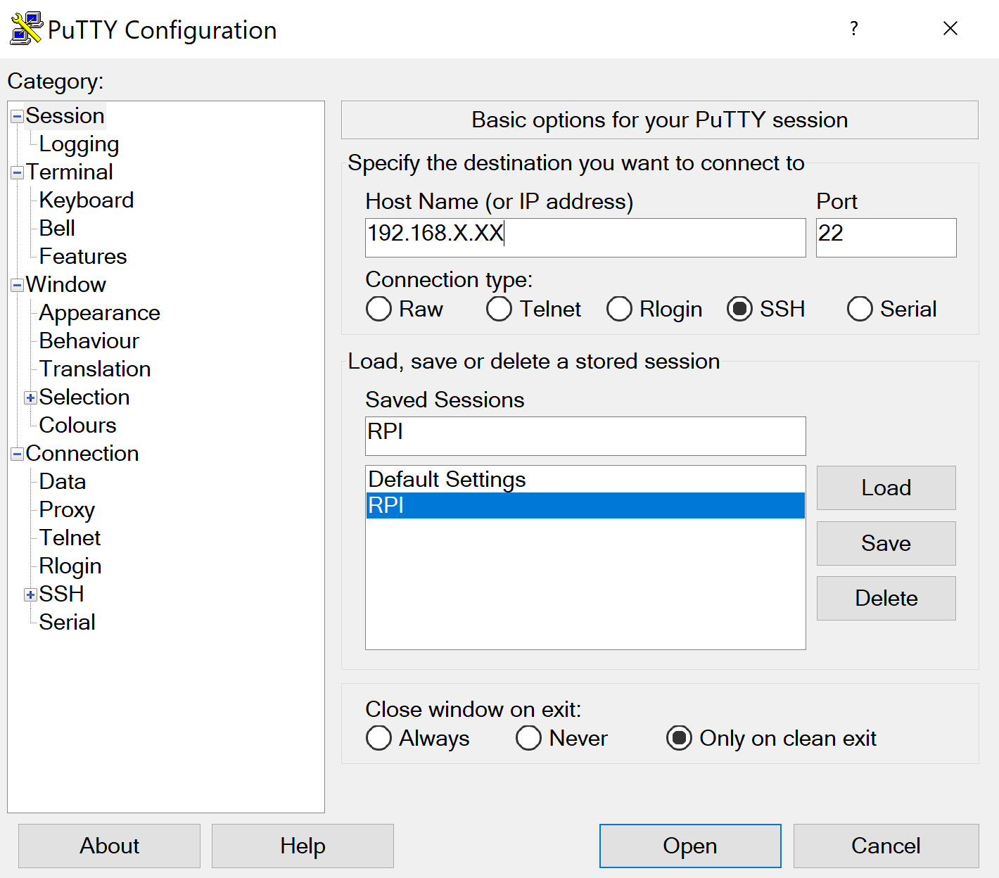 PuTTY Configuration
?
Category:
Session
Logging
Terminal
Keyboard
Bell
Features
Window
Appearance
Behaviour
Translation
Selection
Colours
Connection
Data
Proxy
Telnet
Rlogin
SSH
Serial
Basic options for your PuTTY session
Specify the destination you want to connect to
Host Name (or IP address) Port
192.168.X.XX 22
Connection type:
Raw Telnet Rlogin SSH Serial
Load, save or delete a stored session
Saved Sessions
RPI
Default Settings
RPI
Load
Save
Delete
Close window on exit:
Always Never Only on clean exit
About Help Open Cancel